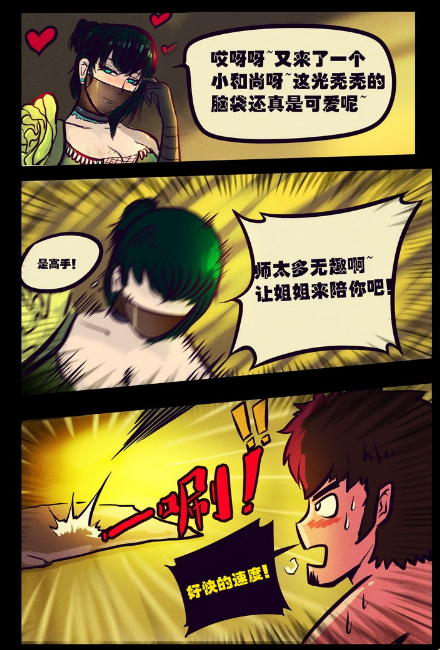 哎呀呀~又来了一个
小和尚呀~这光秃秃的
脑袋还真是可爱呢~
是高手!
师太多无趣啊~
让姐姐来陪你吧!
!!
一唰!
好快的速度!